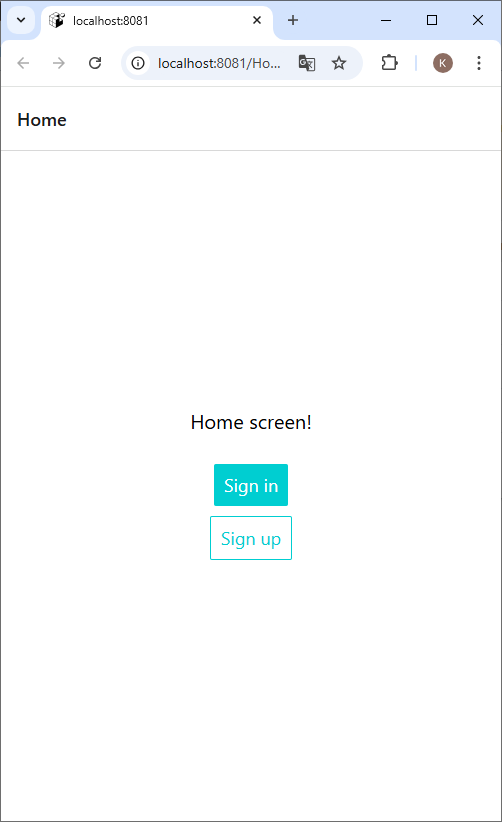 localhost:8081
localhost:8081/Ho...
K
Home
Home screen!
Sign in
Sign up